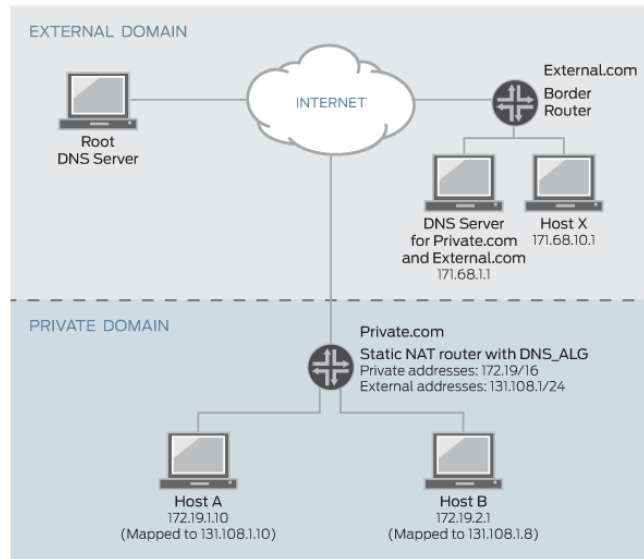 EXTERNAL DOMAIN
INTERNET
Root
DNS Server
External.com
Border
Router
DNS Server
for Private.com
and External.com
171.68.1.1
Host X
171.68.10.1
PRIVATE DOMAIN
Private.com
Static NAT router with DNS_ALG
Private addresses: 172.19/16
External addresses: 131.108.1/24
Host A
172.19.1.10
(Mapped to 131.108.1.10)
Host B
172.19.2.1
(Mapped to 131.108.1.8)